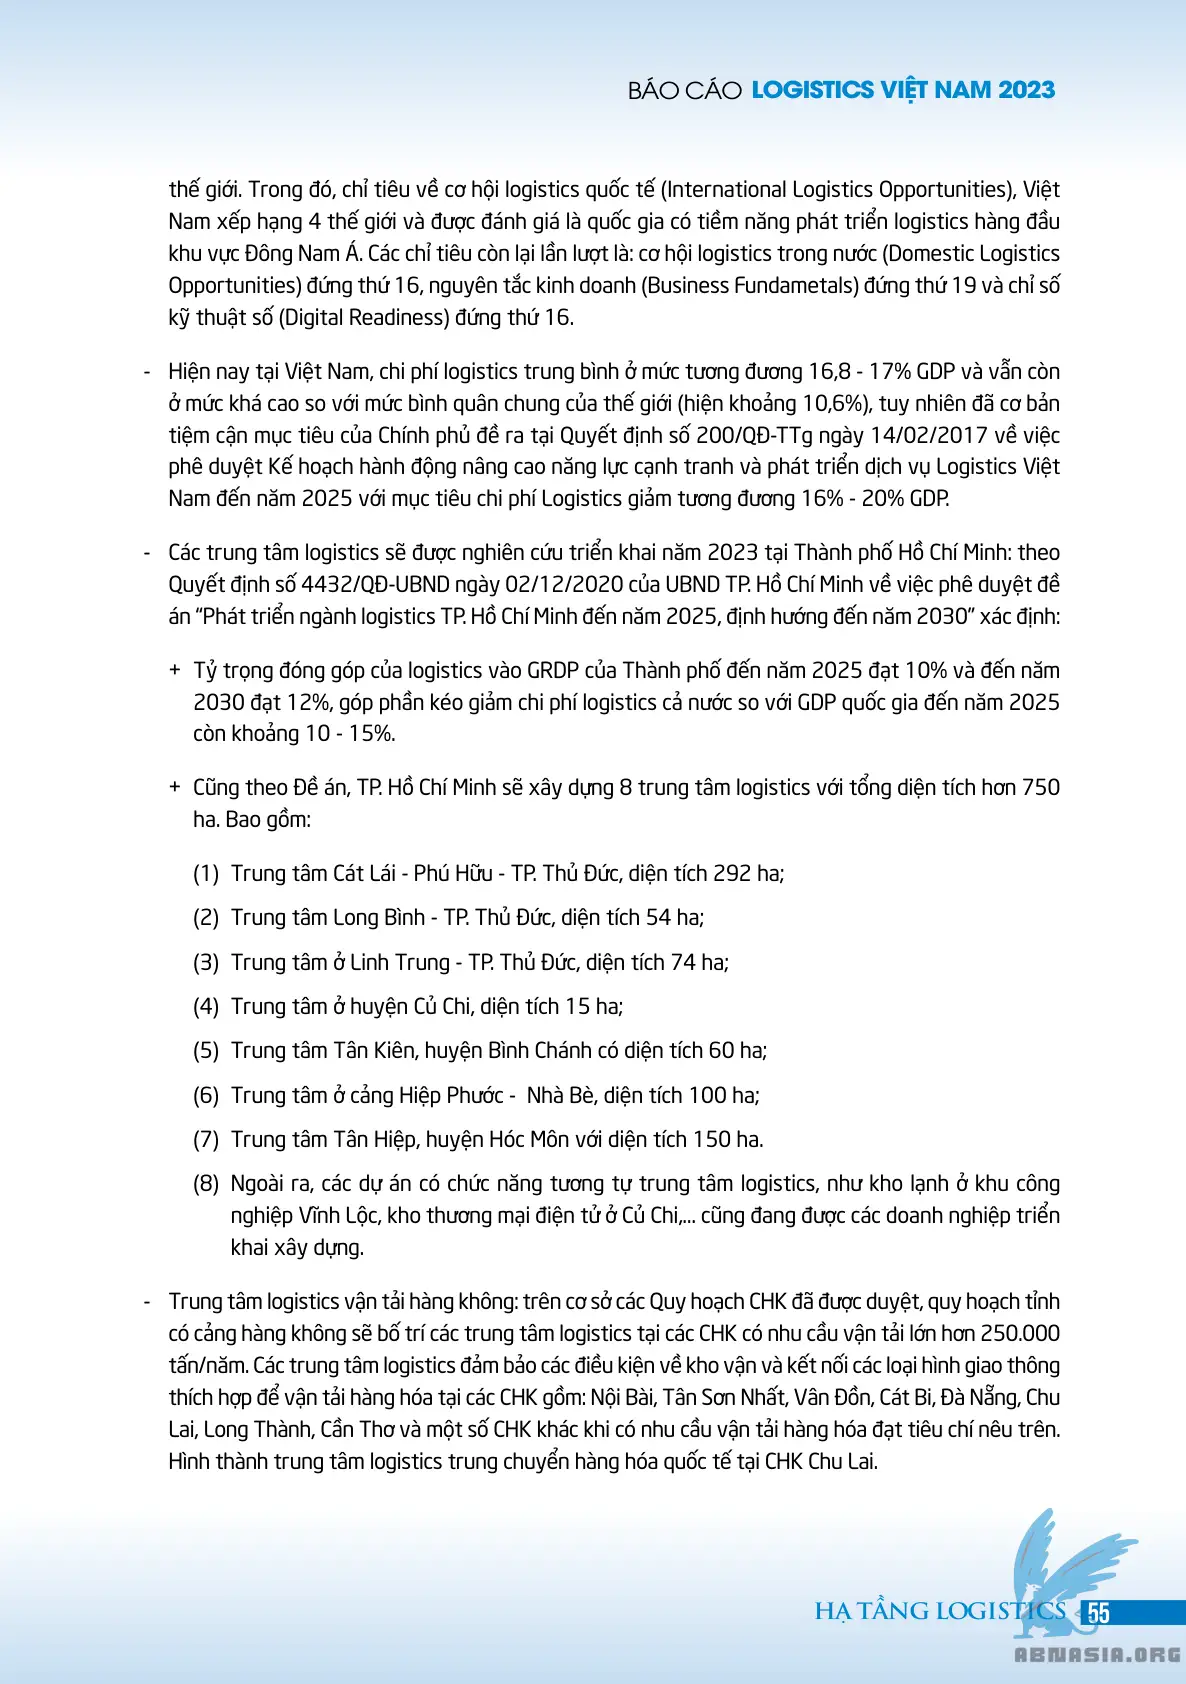 BÁO CÁO LOGISTICS VIỆT NAM 2023
thế giới. Trong đó, chỉ tiêu về cơ hội logistics quốc tế (International Logistics Opportunities), Việt
Nam xếp hạng 4 thế giới và được đánh giá là quốc gia có tiềm năng phát triển logistics hàng đầu
khu vực Đông Nam Á. Các chỉ tiêu còn lại lần lượt là: cơ hội logistics trong nước (Domestic Logistics
Opportunities) đứng thứ 16, nguyên tắc kinh doanh (Business Fundametals) đứng thứ 19 và chỉ số
kỹ thuật số (Digital Readiness) đứng thứ 16.
- Hiện nay tại Việt Nam, chi phí logistics trung bình ở mức tương đương 16,8 - 17% GDP và vẫn còn
ở mức khá cao so với mức bình quân chung của thế giới (hiện khoảng 10,6%), tuy nhiên đã cơ bản
tiệm cận mục tiêu của Chính phủ đề ra tại Quyết định số 200/QĐ-TTg ngày 14/02/2017 về việc
phê duyệt Kế hoạch hành động nâng cao năng lực cạnh tranh và phát triển dịch vụ Logistics Việt
Nam đến năm 2025 với mục tiêu chi phí Logistics giảm tương đương 16% - 20% GDP.
- Các trung tâm logistics sẽ được nghiên cứu triển khai năm 2023 tại Thành phố Hồ Chí Minh: theo
Quyết định số 4432/QĐ-UBND ngày 02/12/2020 của UBND TP. Hồ Chí Minh về việc phê duyệt đề
án “Phát triển ngành logistics TP. Hồ Chí Minh đến năm 2025, định hướng đến năm 2030” xác định:
+ Tỷ trọng đóng góp của logistics vào GRDP của Thành phố đến năm 2025 đạt 10% và đến năm
2030 đạt 12%, góp phần kéo giảm chi phí logistics cả nước so với GDP quốc gia đến năm 2025
còn khoảng 10 - 15%.
+ Cũng theo Đề án, TP. Hồ Chí Minh sẽ xây dựng 8 trung tâm logistics với tổng diện tích hơn 750
ha. Bao gồm:
(1) Trung tâm Cát Lái - Phú Hữu - TP. Thủ Đức, diện tích 292 ha;
(2) Trung tâm Long Bình - TP. Thủ Đức, diện tích 54 ha;
(3) Trung tâm ở Linh Trung - TP. Thủ Đức, diện tích 74 ha;
(4) Trung tâm ở huyện Củ Chi, diện tích 15 ha;
(5) Trung tâm Tân Kiên, huyện Bình Chánh có diện tích 60 ha;
(6) Trung tâm ở cảng Hiệp Phước - Nhà Bè, diện tích 100 ha;
(7) Trung tâm Tân Hiệp, huyện Hóc Môn với diện tích 150 ha.
(8) Ngoài ra, các dự án có chức năng tương tự trung tâm logistics, như kho lạnh ở khu công
nghiệp Vĩnh Lộc, kho thương mại điện tử ở Củ Chi,... cũng đang được các doanh nghiệp triển
khai xây dựng.
- Trung tâm logistics vận tải hàng không: trên cơ sở các Quy hoạch CHK đã được duyệt, quy hoạch tỉnh
có cảng hàng không sẽ bố trí các trung tâm logistics tại các CHK có nhu cầu vận tải lớn hơn 250.000
tấn/năm. Các trung tâm logistics đảm bảo các điều kiện về kho vận và kết nối các loại hình giao thông
thích hợp để vận tải hàng hóa tại các CHK gồm: Nội Bài, Tân Sơn Nhất, Vân Đồn, Cát Bi, Đà Nẵng, Chu
Lai, Long Thành, Cần Thơ và một số CHK khác khi có nhu cầu vận tải hàng hóa đạt tiêu chí nêu trên.
Hình thành trung tâm logistics trung chuyển hàng hóa quốc tế tại CHK Chu Lai.
HẠ TẦNG LOGISTICS 55
ABNASIA.ORG